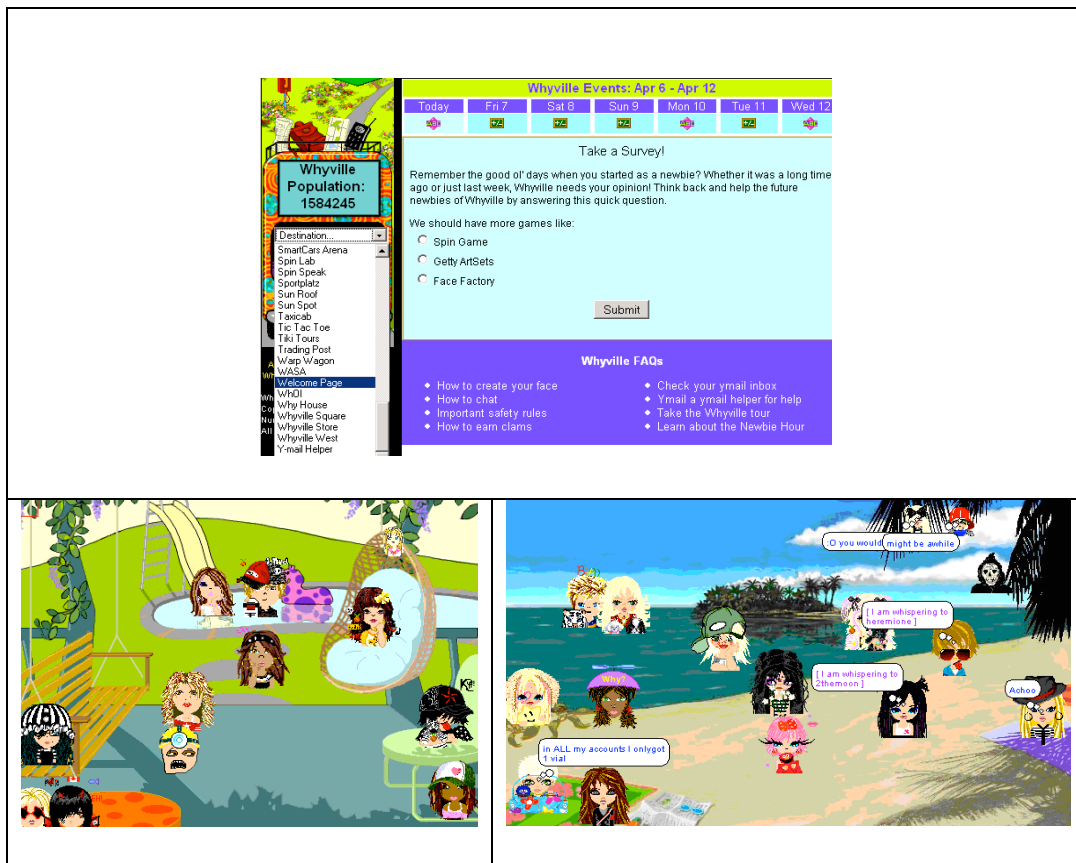 Whyville Events: Apr 6 - Apr 12
Today Fri 7 Sat 8 Sun 9 Mon 10 Tue 11 Wed 12
Whyville
Population:
1584245
Destination...
SmartCars Arena
Spin Lab
Spin Speak
Sportplatz
Sun Roof
Sun Spot
Taxicab
Tic Tac Toe
Tiki Tours
Trading Post
Warp Wagon
WASA
Welcome Page
WhOI
Why House
Whyville Square
Whyville Store
Whyville West
Y-mail Helper
Take a Survey!
Remember the good ol' days when you started as a newbie? Whether it was a long time
ago or just last week, Whyville needs your opinion! Think back and help the future
newbies of Whyville by answering this quick question.
We should have more games like:
Spin Game
Getty ArtSets
Face Factory
Submit
Whyville FAQs
How to create your face
How to chat
Important safety rules
How to earn clams
Check your ymail inbox
Ymail a ymail helper for help
Take the Whyville tour
Learn about the Newbie Hour
:O you would
might be awhile
[ I am whispering to
heremione ]
Why?
[ I am whispering to
2themoon ]
Achoo
in ALL my accounts I onlygot
1 vial